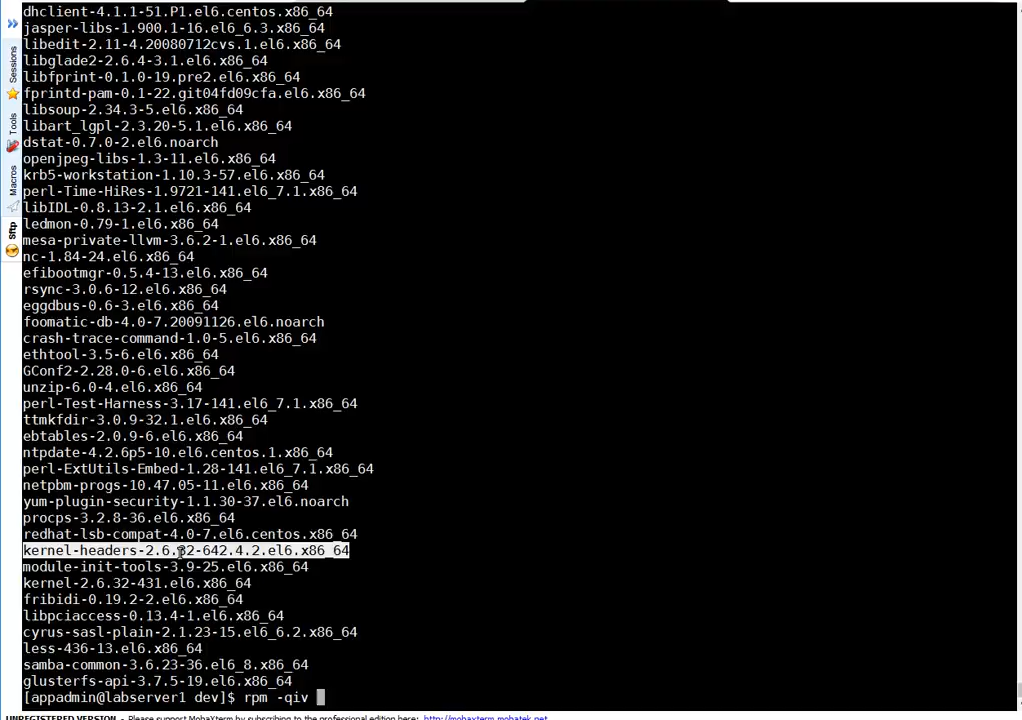 dhclient-4.1.1-51.P1.el6.centos.x86_64
jasper-libs-1.900.1-16.el6_6.3.x86_64
libedit-2.11-4.20080712cvs.1.el6.x86_64
libglade2-2.6.4-3.1.el6.x86_64
libfprint-0.1.0-19.pre2.el6.x86_64
fprintd-pam-0.1-22.git04fd09cfa.el6.x86_64
libsoup-2.34.3-5.el6.x86_64
libart_lgpl-2.3.20-5.1.el6.x86_64
dstat-0.7.0-2.el6.noarch
openjpeg-libs-1.3-11.el6.x86_64
krb5-workstation-1.10.3-57.el6.x86_64
perl-Time-HiRes-1.9721-141.el6_7.1.x86_64
libIDL-0.8.13-2.1.el6.x86_64
ledmon-0.79-1.el6.x86_64
mesa-private-llvm-3.6.2-1.el6.x86_64
nc-1.84-24.el6.x86_64
efibootmgr-0.5.4-13.el6.x86_64
rsync-3.0.6-12.el6.x86_64
eggdbus-0.6-3.el6.x86_64
foomatic-db-4.0-7.20091126.el6.noarch
crash-trace-command-1.0-5.el6.x86_64
ethtool-3.5-6.el6.x86_64
GConf2-2.28.0-6.el6.x86_64
unzip-6.0-4.el6.x86_64
perl-Test-Harness-3.17-141.el6_7.1.x86_64
ttmkfdir-3.0.9-32.1.el6.x86_64
ebtables-2.0.9-6.el6.x86_64
ntpdate-4.2.6p5-10.el6.centos.1.x86_64
perl-ExtUtils-Embed-1.28-141.el6_7.1.x86_64
netpbm-progs-10.47.05-11.el6.x86_64
yum-plugin-security-1.1.30-37.el6.noarch
procps-3.2.8-36.el6.x86_64
redhat-lsb-compat-4.0-7.el6.centos.x86_64
kernel-headers-2.6.32-642.4.2.el6.x86_64
module-init-tools-3.9-25.el6.x86_64
kernel-2.6.32-431.el6.x86_64
fribidi-0.19.2-2.el6.x86_64
libpciaccess-0.13.4-1.el6.x86_64
cyrus-sasl-plain-2.1.23-15.el6_6.2.x86_64
less-436-13.el6.x86_64
samba-common-3.6.23-36.el6_8.x86_64
glusterfs-api-3.7.5-19.el6.x86_64
[appadmin@labserver1 dev]$ rpm -qiv
Sessions
Tools
Macros
Sftp
UNREGISTERED VERSION - Please support MobaXterm by subscribing to the professional edition here: http://mobaxterm.mobatek.net